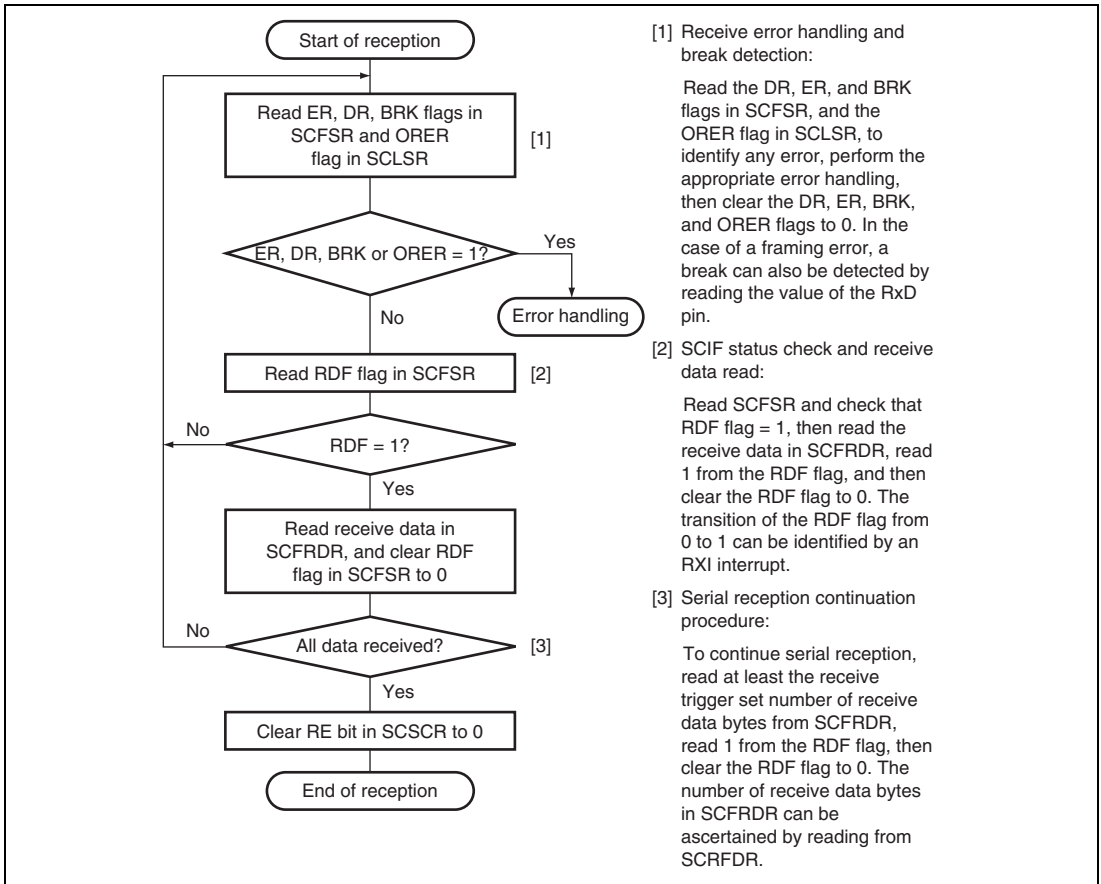 Start of reception
Read ER, DR, BRK flags in
SCFSR and ORER
flag in SCLSR
[1]
ER, DR, BRK or ORER = 1?
Yes
Error handling
No
Read RDF flag in SCFSR
[2]
No
RDF = 1?
Yes
Read receive data in
SCFRDR, and clear RDF
flag in SCFSR to 0
No
All data received?
[3]
Yes
Clear RE bit in SCSCR to 0
End of reception
[1] Receive error handling and
break detection:
Read the DR, ER, and BRK
flags in SCFSR, and the
ORER flag in SCLSR, to
identify any error, perform the
appropriate error handling,
then clear the DR, ER, BRK,
and ORER flags to 0. In the
case of a framing error, a
break can also be detected by
reading the value of the RxD
pin.
[2] SCIF status check and receive
data read:
Read SCFSR and check that
RDF flag = 1, then read the
receive data in SCFRDR, read
1 from the RDF flag, and then
clear the RDF flag to 0. The
transition of the RDF flag from
0 to 1 can be identified by an
RXI interrupt.
[3] Serial reception continuation
procedure:
To continue serial reception,
read at least the receive
trigger set number of receive
data bytes from SCFRDR,
read 1 from the RDF flag, then
clear the RDF flag to 0. The
number of receive data bytes
in SCFRDR can be
ascertained by reading from
SCRFDR.